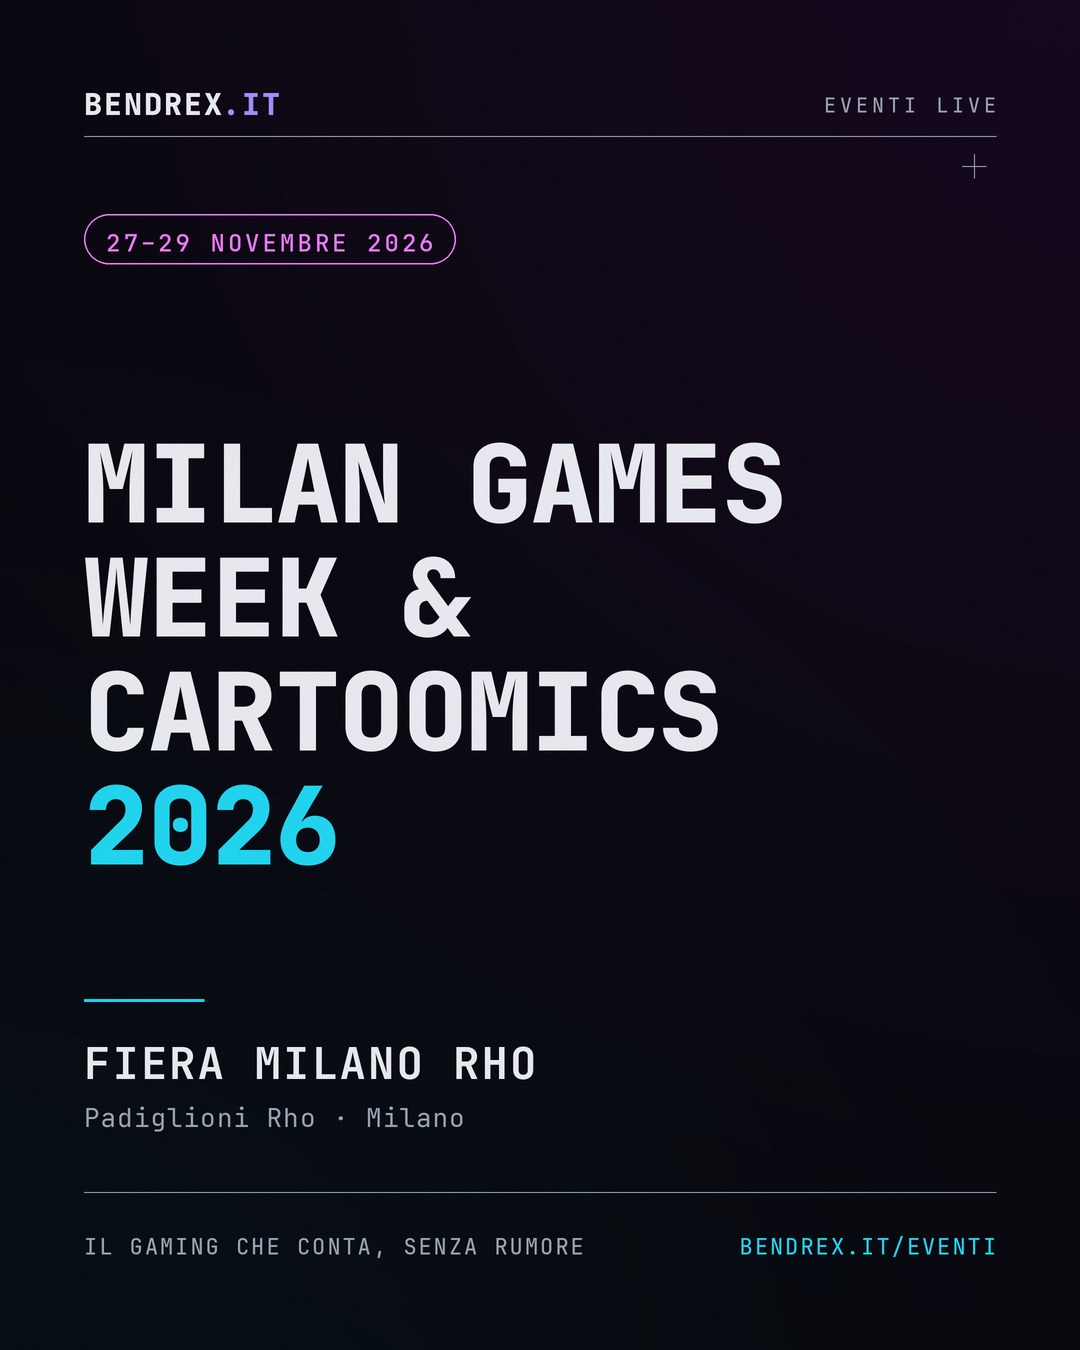 BENDREX.IT
EVENTI LIVE
27–29 NOVEMBRE 2026
MILAN GAMES
WEEK &
CARTOOMICS
2026
FIERA MILANO RHO
Padiglioni Rho · Milano
IL GAMING CHE CONTA, SENZA RUMORE
BENDREX.IT/EVENTI